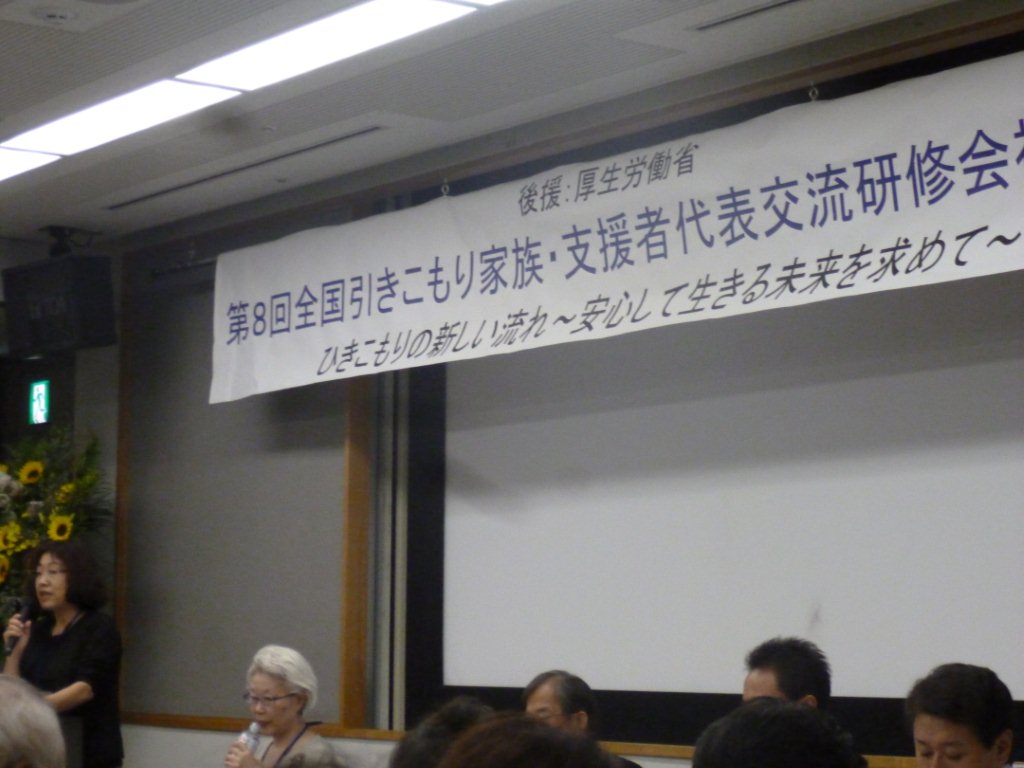 後援：厚生労働省
第8回全国引きこもり家族・支援者代表交流研修会
ひきこもりの新しい流れ～安心して生きる未来を求めて～